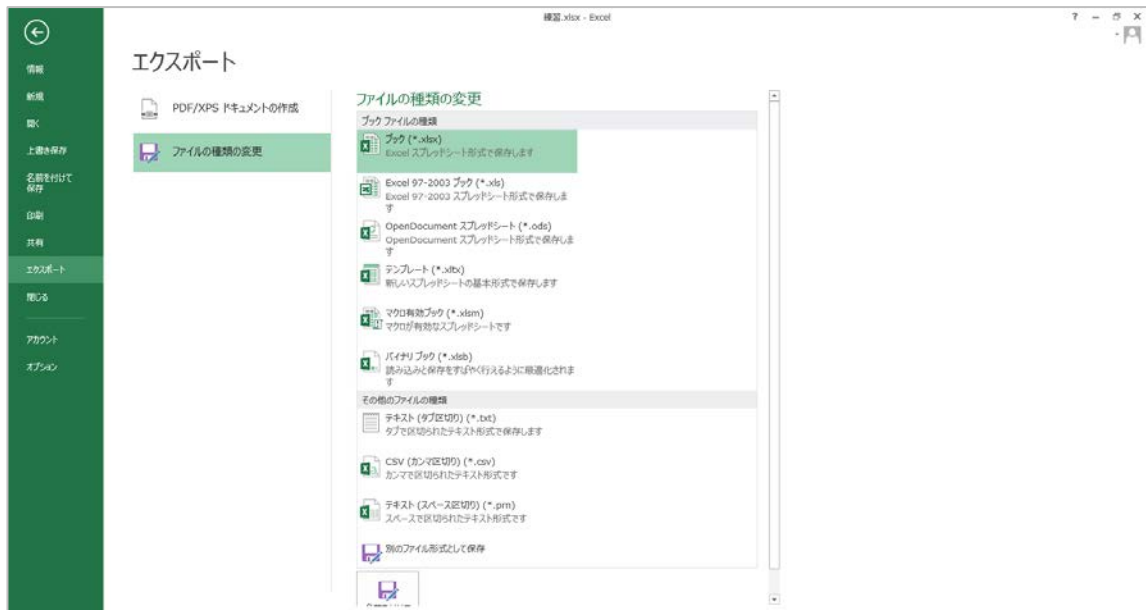 練習.xlsx - Excel
?
情報
新規
開く
上書き保存
名前を付けて
保存
印刷
共有
エクスポート
閉じる
アカウント
オプション
エクスポート
PDF/XPS ドキュメントの作成
ファイルの種類の変更
ファイルの種類の変更
ブック ファイルの種類
ブック (*.xlsx)
Excel スプレッドシート形式で保存します
Excel 97-2003 ブック (*.xls)
Excel 97-2003 スプレッドシート形式で保存しま
す
OpenDocument スプレッドシート (*.ods)
OpenDocument スプレッドシート形式で保存しま
す
テンプレート (*.xltx)
新しいスプレッドシートの基本形式で保存します
マクロ有効ブック (*.xlsm)
マクロが有効なスプレッドシートです
バイナリ ブック (*.xlsb)
読み込みと保存をすばやく行えるように最適化されま
す
その他のファイルの種類
テキスト (タブ区切り) (*.txt)
タブで区切られたテキスト形式で保存します
CSV (カンマ区切り) (*.csv)
カンマで区切られたテキスト形式です
テキスト (スペース区切り) (*.prn)
スペースで区切られたテキスト形式です
別のファイル形式として保存